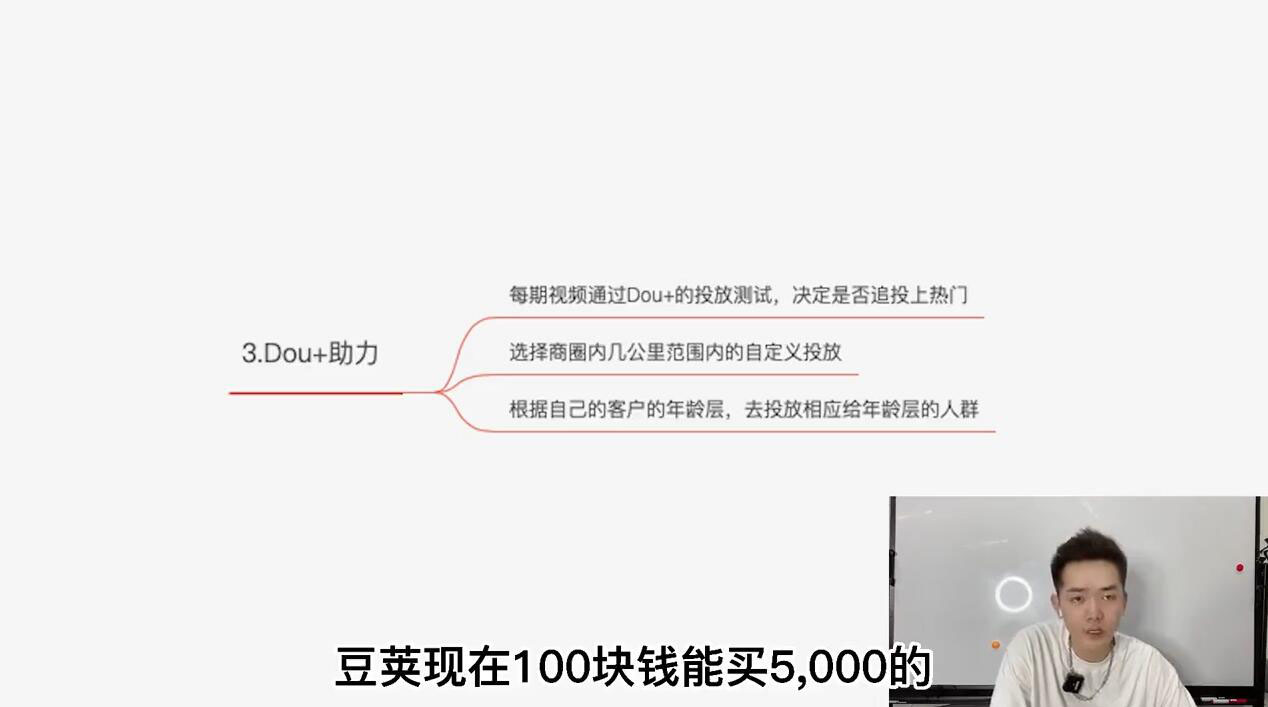 每期视频通过Dou+的投放测试，决定是否追投上热门
3.Dou+助力
选择商圈内几公里范围内的自定义投放
根据自己的客户的年龄层，去投放相应给年龄层的人群
豆荚现在100块钱能买5,000的